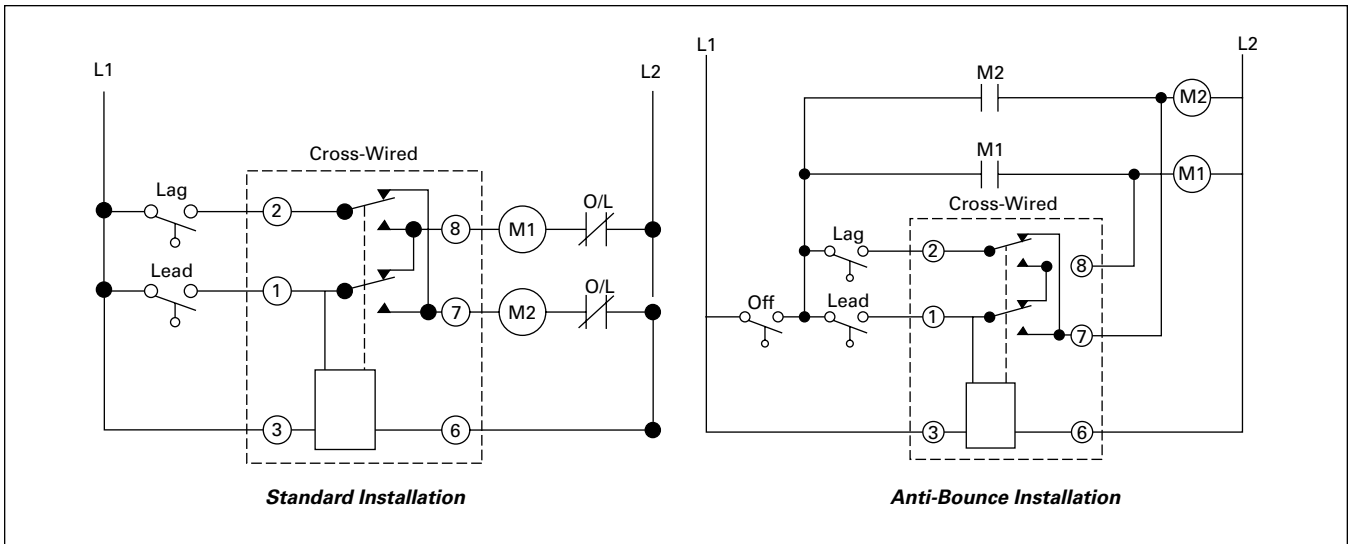 L1
L2
Cross-Wired
Lag
2
8
M1
O/L
Lead
1
7
M2
O/L
3
6
Standard Installation
L1
L2
M2
M2
M1
M1
Cross-Wired
Lag
2
8
Off
Lead
1
7
3
6
Anti-Bounce Installation